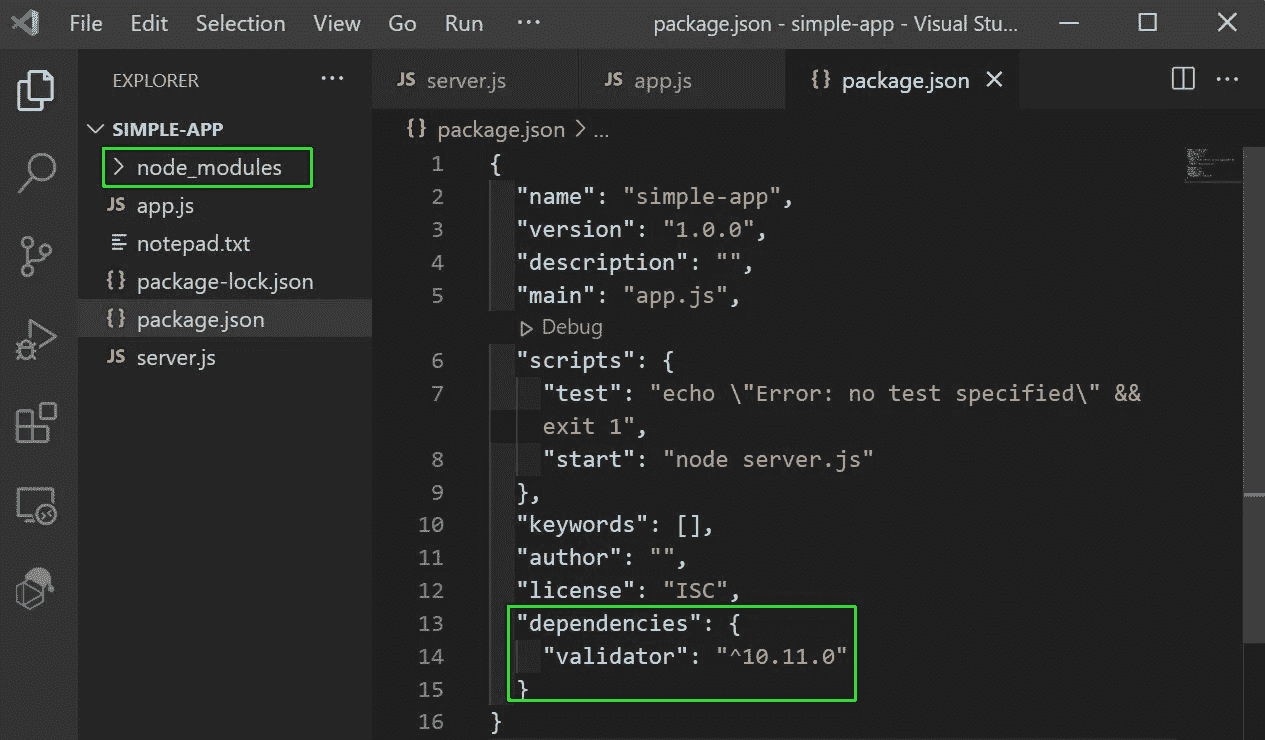 File Edit Selection View Go Run ··· package.json - simple-app - Visual Stu...
EXPLORER ···
SIMPLE-APP
node_modules
JS app.js
notepad.txt
{} package-lock.json
{} package.json
JS server.js
JS server.js JS app.js {} package.json ···
{} package.json > ...
1 {
2 "name": "simple-app",
3 "version": "1.0.0",
4 "description": "",
5 "main": "app.js",
Debug
6 "scripts": {
7 "test": "echo \"Error: no test specified\" &&
exit 1",
8 "start": "node server.js"
9 },
10 "keywords": [],
11 "author": "",
12 "license": "ISC",
13 "dependencies": {
14 "validator": "^10.11.0"
15 }
16 }